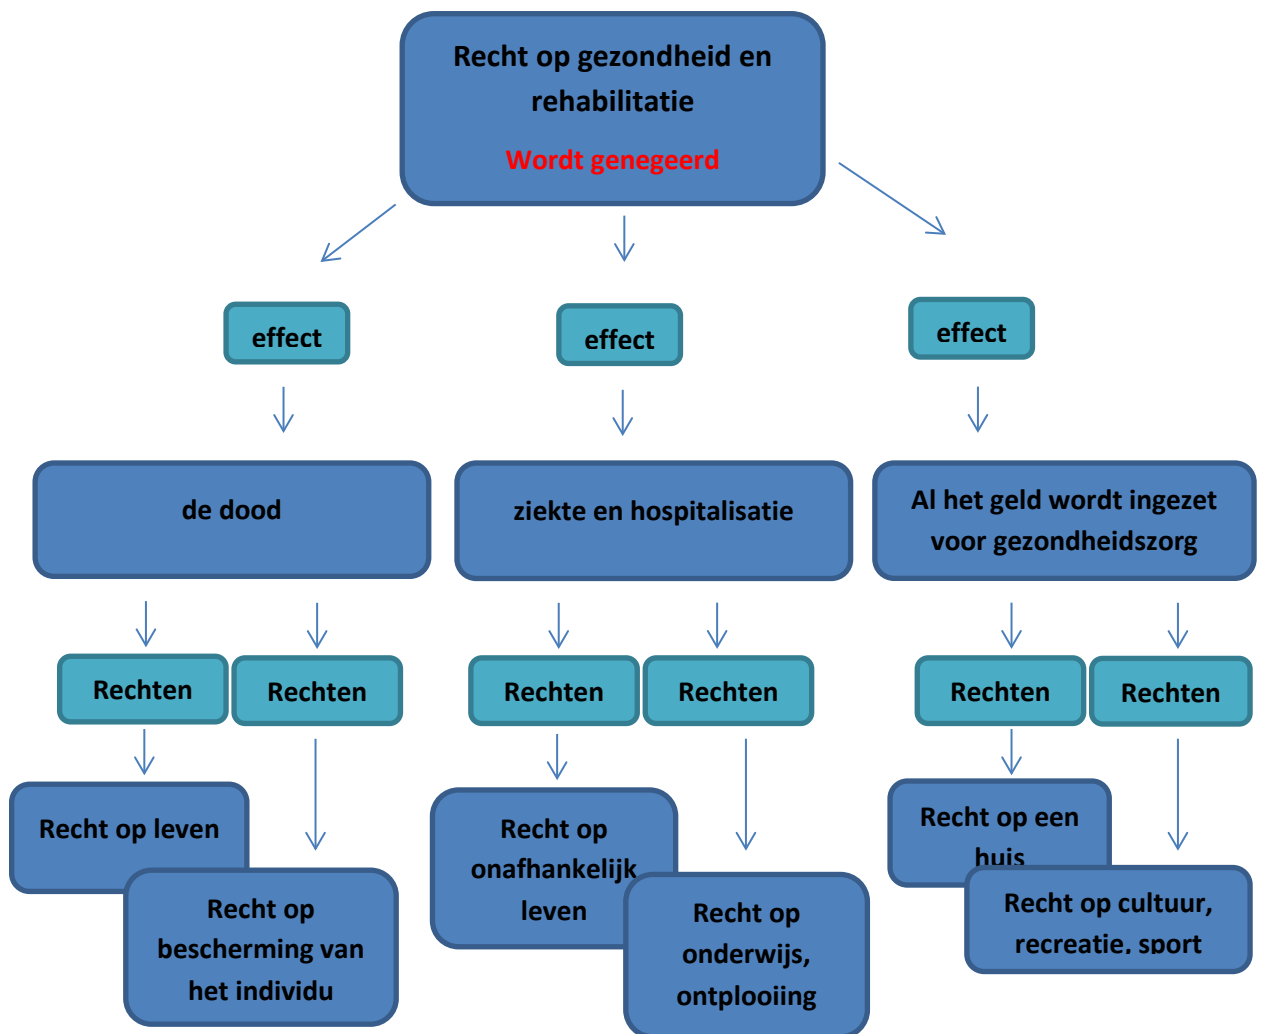 Recht op gezondheid en
rehabilitatie
Wordt genegeerd
effect
effect
effect
de dood
ziekte en hospitalisatie
Al het geld wordt ingezet
voor gezondheidszorg
Rechten
Rechten
Rechten
Rechten
Rechten
Rechten
Recht op leven
Recht op
bescherming van
het individu
Recht op
onafhankelijk
leven
Recht op
onderwijs,
ontplooiing
Recht op een
huis
Recht op cultuur,
recreatie, sport